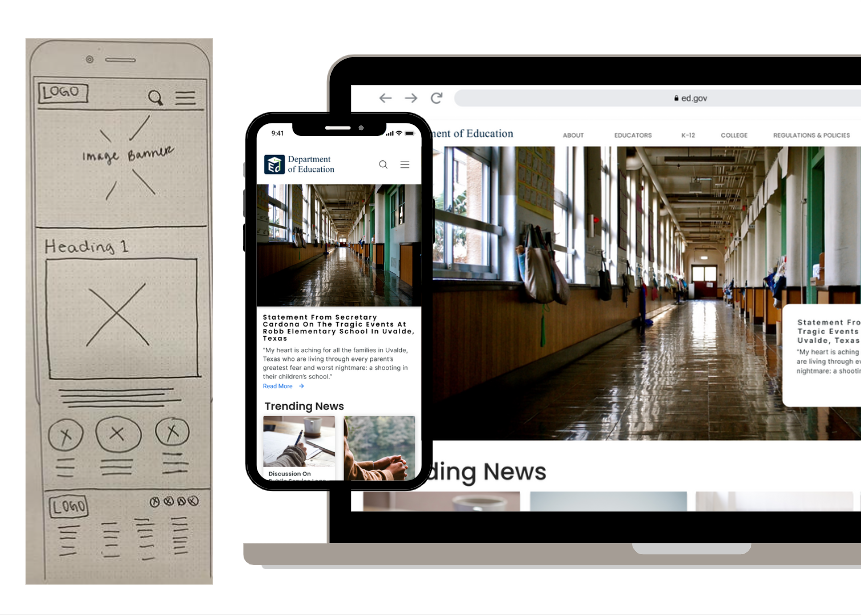 LOGO
Image Banner
Heading 1
LOGO
9:41
ED
Department
of Education
Statement From Secretary
Cardona On The Tragic Events At
Robb Elementary School In Uvalde,
Texas
"My heart is aching for all the families in Uvalde,
Texas who are living through every parent's
greatest fear and worst nightmare: a shooting in
their children's school."
Read More →
Trending News
Discussion On
ed.gov
ment of Education
ABOUT EDUCATORS K-12 COLLEGE REGULATIONS & POLICIES
Statement Fro
Tragic Events
Uvalde, Texas
"My heart is aching
are living through e
nightmare: a shooti
ding News